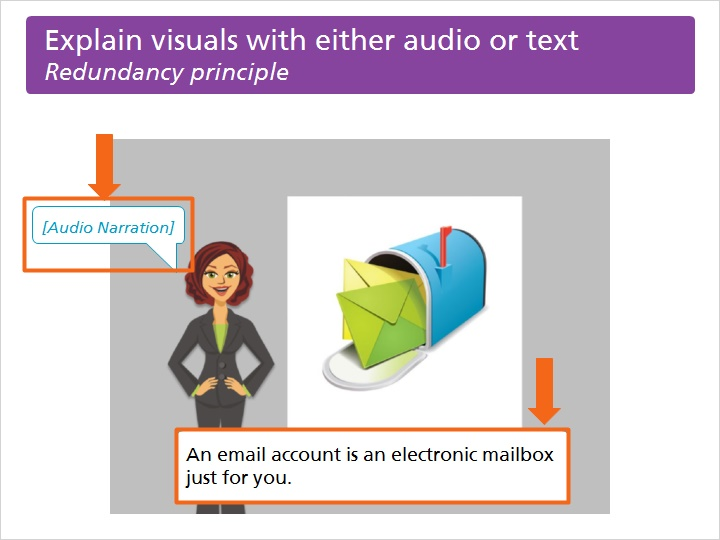 Explain visuals with either audio or text
Redundancy principle
[Audio Narration]
An email account is an electronic mailbox
just for you.